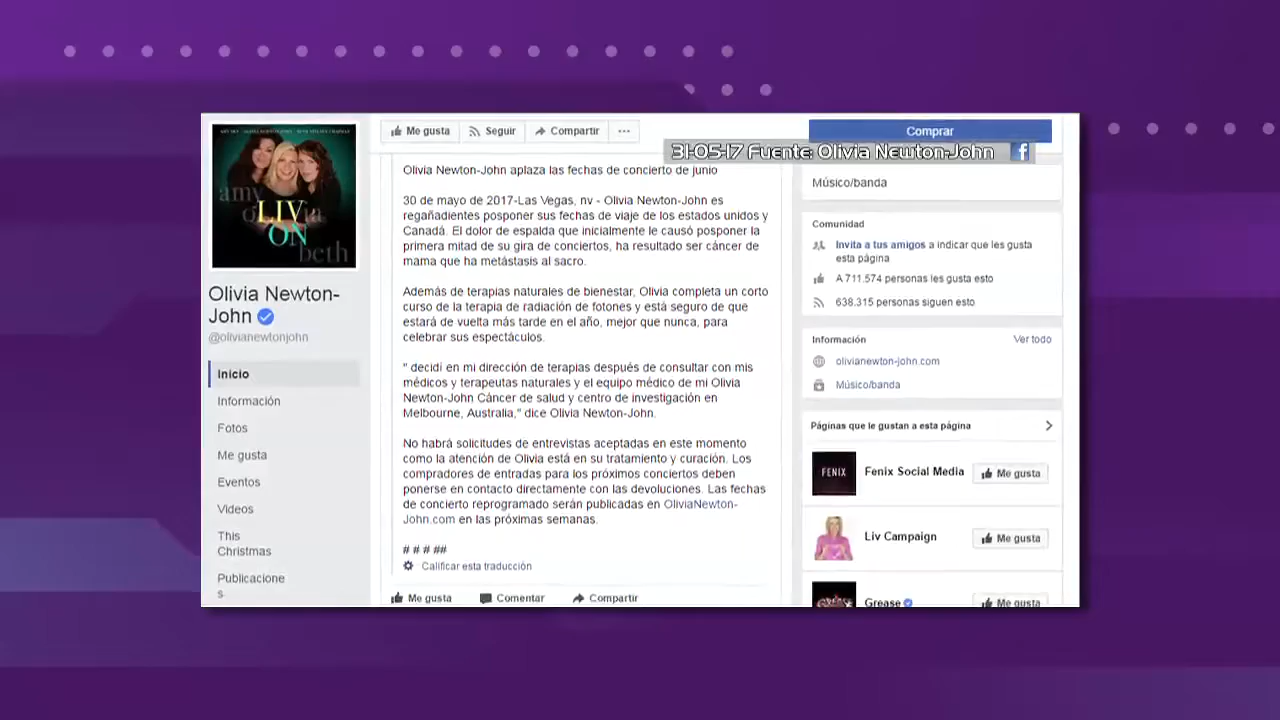 Me gusta
Seguir
Compartir
Comprar
31-05-17 Fuente: Olivia Newton-John f
amy
olivia
LIV
ON
beth
Olivia Newton-
John
@olivianewtonjohn
Inicio
Información
Fotos
Me gusta
Eventos
Videos
This
Christmas
Publicacione
s
Olivia Newton-John aplaza las fechas de concierto de junio
30 de mayo de 2017-Las Vegas, nv - Olivia Newton-John es
regañadientes posponer sus fechas de viaje de los estados unidos y
Canadá. El dolor de espalda que inicialmente le causó posponer la
primera mitad de su gira de conciertos, ha resultado ser cáncer de
mama que ha metástasis al sacro.
Además de terapias naturales de bienestar, Olivia completa un corto
curso de la terapia de radiación de fotones y está seguro de que
estará de vuelta más tarde en el año, mejor que nunca, para
celebrar sus espectáculos.
" decidí en mi dirección de terapias después de consultar con mis
médicos y terapeutas naturales y el equipo médico de mi Olivia
Newton-John Câncer de salud y centro de investigación en
Melbourne, Australia," dice Olivia Newton-John.
No habrá solicitudes de entrevistas aceptadas en este momento
como la atención de Olivia está en su tratamiento y curación. Los
compradores de entradas para los próximos conciertos deben
ponerse en contacto directamente con las devoluciones. Las fechas
de concierto reprogramado serán publicadas en OliviaNewton-
John.com en las próximas semanas.
# # # ##
Calificar esta traducción
Me gusta
Comentar
Compartir
Músico/banda
Comunidad
Invita a tus amigos a indicar que les gusta
esta página
A 711.574 personas les gusta esto
638.315 personas siguen esto
Información
Ver todo
olivianewton-john.com
Músico/banda
Páginas que le gustan a esta página
FENIX
Fenix Social Media
Me gusta
Liv Campaign
Me gusta
Grease
Me gusta